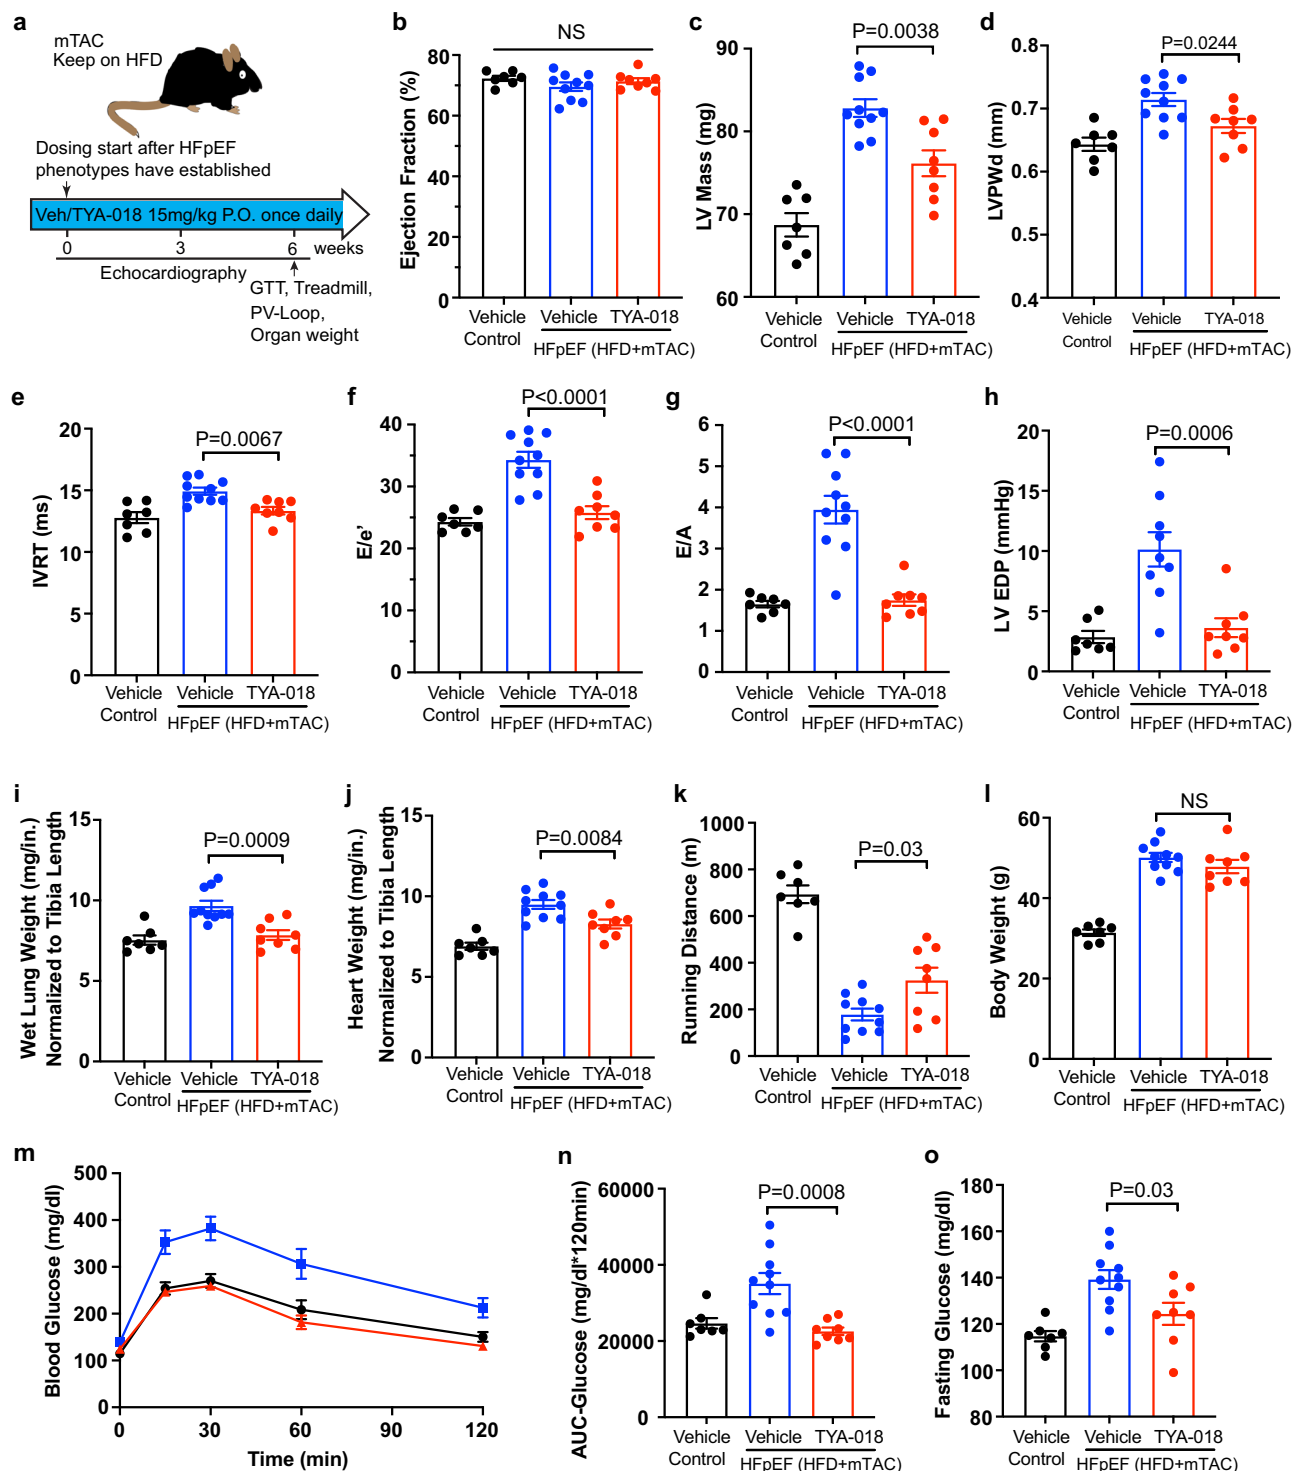 a
mTAC
Keep on HFD
Dosing start after HFpEF
phenotypes have established
Veh/TYA-018 15mg/kg P.O. once daily
0 3 6 weeks
Echocardiography
GTT, Treadmill,
PV-Loop,
Organ weight
b
NS
Ejection Fraction (%)
80
60
40
20
0
Vehicle Vehicle TYA-018
Control HFpEF (HFD+mTAC)
c
P=0.0038
LV Mass (mg)
90
80
70
60
Vehicle Vehicle TYA-018
Control HFpEF (HFD+mTAC)
d
P=0.0244
LVPWd (mm)
0.8
0.7
0.6
0.5
0.4
Vehicle Vehicle TYA-018
Control HFpEF (HFD+mTAC)
e
P=0.0067
IVRT (ms)
20
15
10
5
0
Vehicle Vehicle TYA-018
Control HFpEF (HFD+mTAC)
f
P<0.0001
E/e'
40
30
20
10
0
Vehicle Vehicle TYA-018
Control HFpEF (HFD+mTAC)
g
P<0.0001
E/A
6
5
4
3
2
1
0
Vehicle Vehicle TYA-018
Control HFpEF (HFD+mTAC)
h
P=0.0006
LV EDP (mmHg)
20
15
10
5
0
Vehicle Vehicle TYA-018
Control HFpEF (HFD+mTAC)
i
P=0.0009
Wet Lung Weight (mg/in.)
Normalized to Tibia Length
15
10
5
0
Vehicle Vehicle TYA-018
Control HFpEF (HFD+mTAC)
j
P=0.0084
Heart Weight (mg/in.)
Normalized to Tibia Length
15
10
5
0
Vehicle Vehicle TYA-018
Control HFpEF (HFD+mTAC)
k
P=0.03
Running Distance (m)
1000
800
600
400
200
0
Vehicle Vehicle TYA-018
Control HFpEF (HFD+mTAC)
l
NS
Body Weight (g)
60
40
20
0
Vehicle Vehicle TYA-018
Control HFpEF (HFD+mTAC)
m
Blood Glucose (mg/dl)
500
400
300
200
100
0
0 30 60 90 120
Time (min)
n
P=0.0008
AUC-Glucose (mg/dl*120min)
60000
40000
20000
0
Vehicle Vehicle TYA-018
Control HFpEF (HFD+mTAC)
o
P=0.03
Fasting Glucose (mg/dl)
180
160
140
120
100
80
Vehicle Vehicle TYA-018
Control HFpEF (HFD+mTAC)